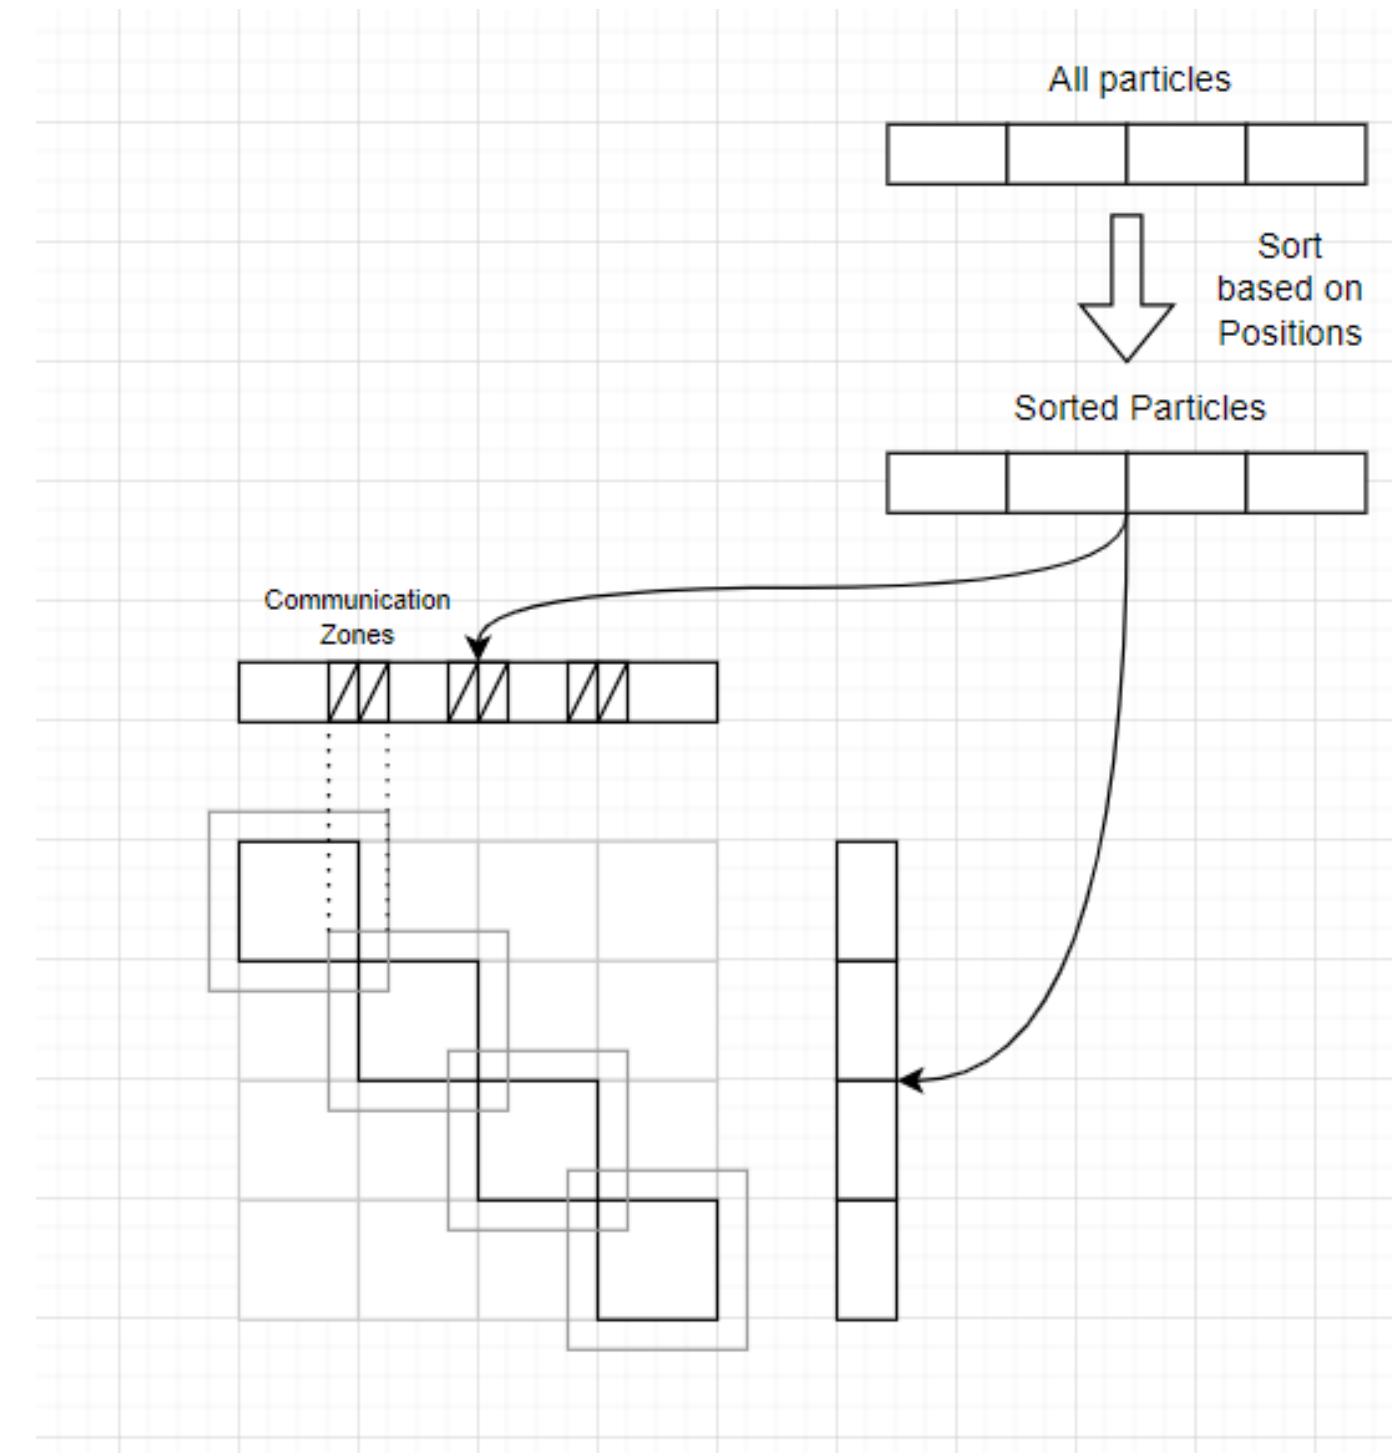 All particles
Sort
based on
Positions
Sorted Particles
Communication
Zones